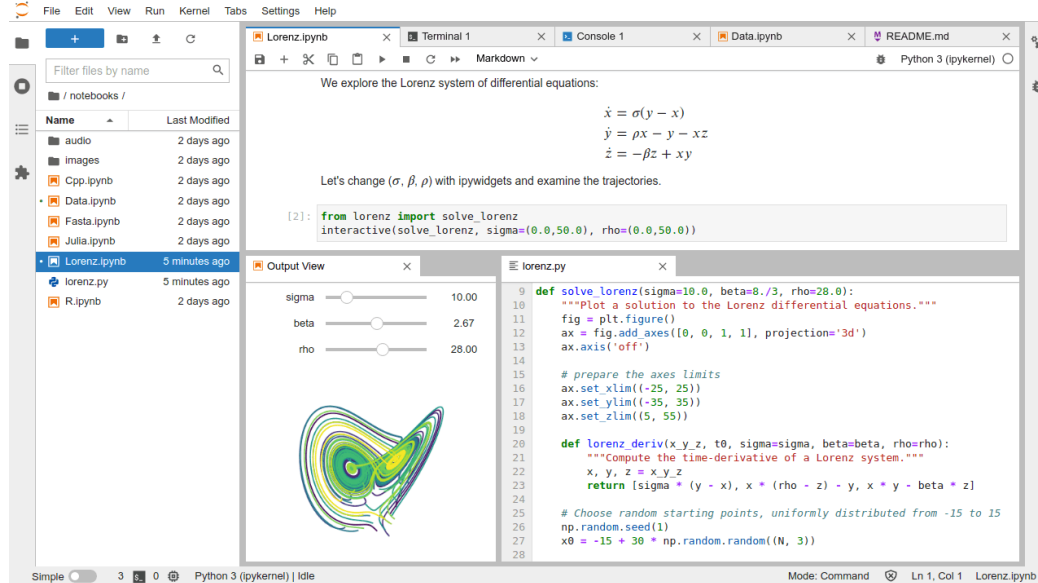 File Edit View Run Kernel Tabs Settings Help
+
Filter files by name
/ notebooks /
Name Last Modified
audio 2 days ago
images 2 days ago
Cpp.ipynb 2 days ago
Data.ipynb 2 days ago
Fasta.ipynb 2 days ago
Julia.ipynb 2 days ago
Lorenz.ipynb 5 minutes ago
lorenz.py 5 minutes ago
R.ipynb 2 days ago
Lorenz.ipynb Terminal 1 Console 1 Data.ipynb README.md
Markdown Python 3 (ipykernel)
We explore the Lorenz system of differential equations:
ẋ = σ(y − x)
ẏ = ρx − y − xz
ż = −βz + xy
Let's change (σ, β, ρ) with ipywidgets and examine the trajectories.
[2]: from lorenz import solve_lorenz
interactive(solve_lorenz, sigma=(0.0,50.0), rho=(0.0,50.0))
Output View
sigma 10.00
beta 2.67
rho 28.00
lorenz.py
9 def solve_lorenz(sigma=10.0, beta=8./3, rho=28.0):
10 """Plot a solution to the Lorenz differential equations."""
11 fig = plt.figure()
12 ax = fig.add_axes([0, 0, 1, 1], projection='3d')
13 ax.axis('off')
14
15 # prepare the axes limits
16 ax.set_xlim((-25, 25))
17 ax.set_ylim((-35, 35))
18 ax.set_zlim((5, 55))
19
20 def lorenz_deriv(x_y_z, t0, sigma=sigma, beta=beta, rho=rho):
21 """Compute the time-derivative of a Lorenz system."""
22 x, y, z = x_y_z
23 return [sigma * (y - x), x * (rho - z) - y, x * y - beta * z]
24
25 # Choose random starting points, uniformly distributed from -15 to 15
26 np.random.seed(1)
27 x0 = -15 + 30 * np.random.random((N, 3))
28
Simple 3 0 Python 3 (ipykernel) | Idle Mode: Command Ln 1, Col 1 Lorenz.ipynb